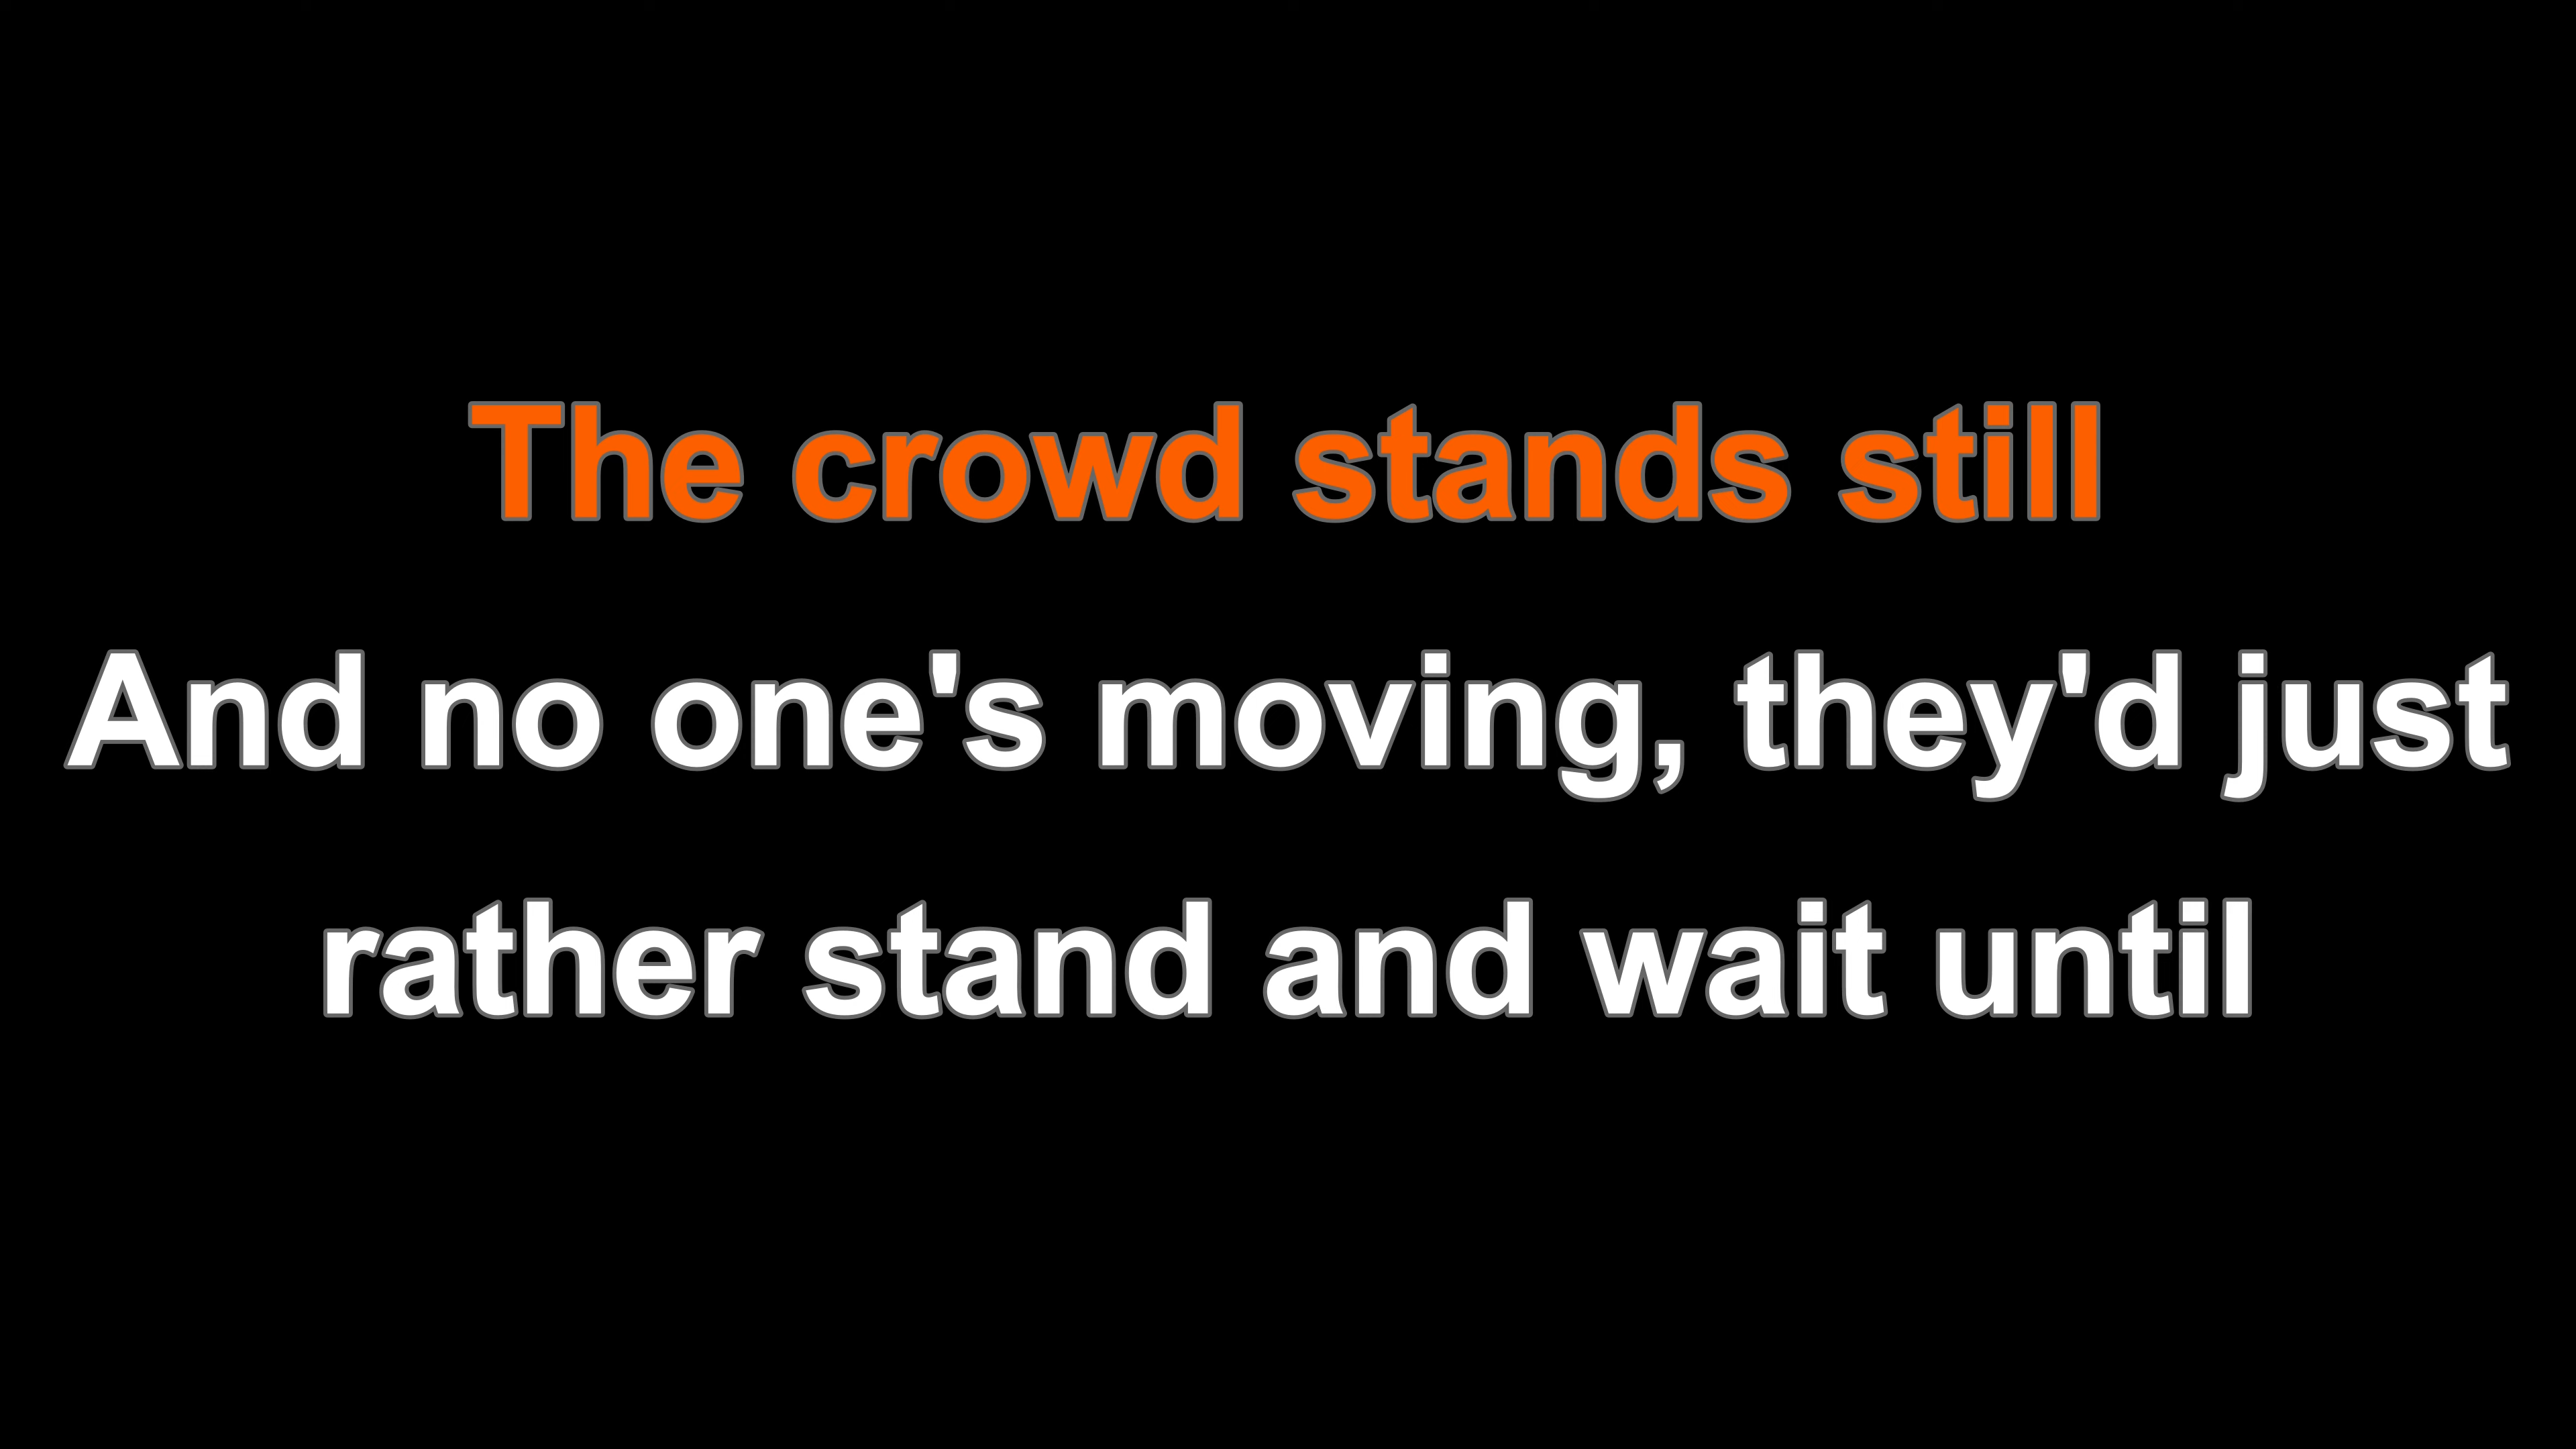 The crowd stands still
And no one's moving, they'd just
rather stand and wait until